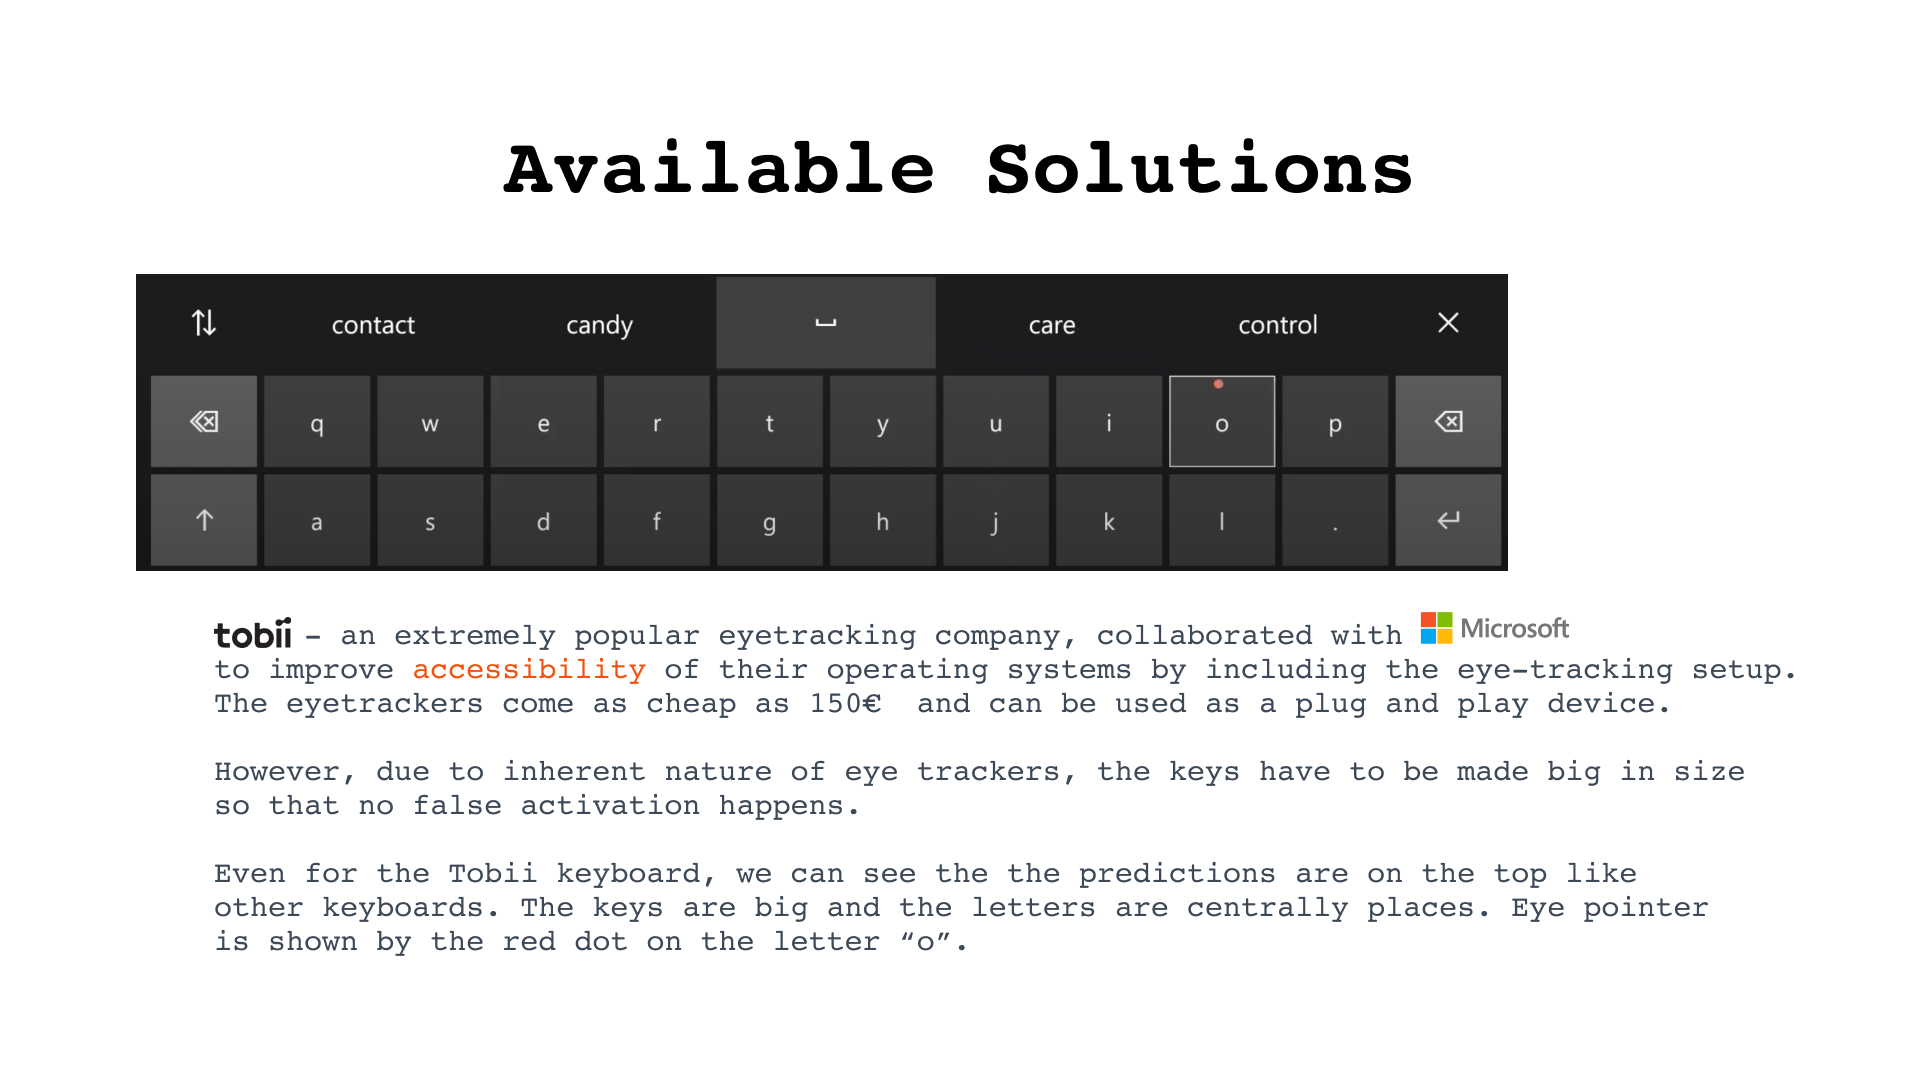 Available Solutions
contact candy care control
q w e r t y u i o p
a s d f g h j k l .
tobii – an extremely popular eyetracking company, collaborated with Microsoft
to improve accessibility of their operating systems by including the eye-tracking setup.
The eyetrackers come as cheap as 150€  and can be used as a plug and play device.
However, due to inherent nature of eye trackers, the keys have to be made big in size
so that no false activation happens.
Even for the Tobii keyboard, we can see the the predictions are on the top like
other keyboards. The keys are big and the letters are centrally places. Eye pointer
is shown by the red dot on the letter “o”.